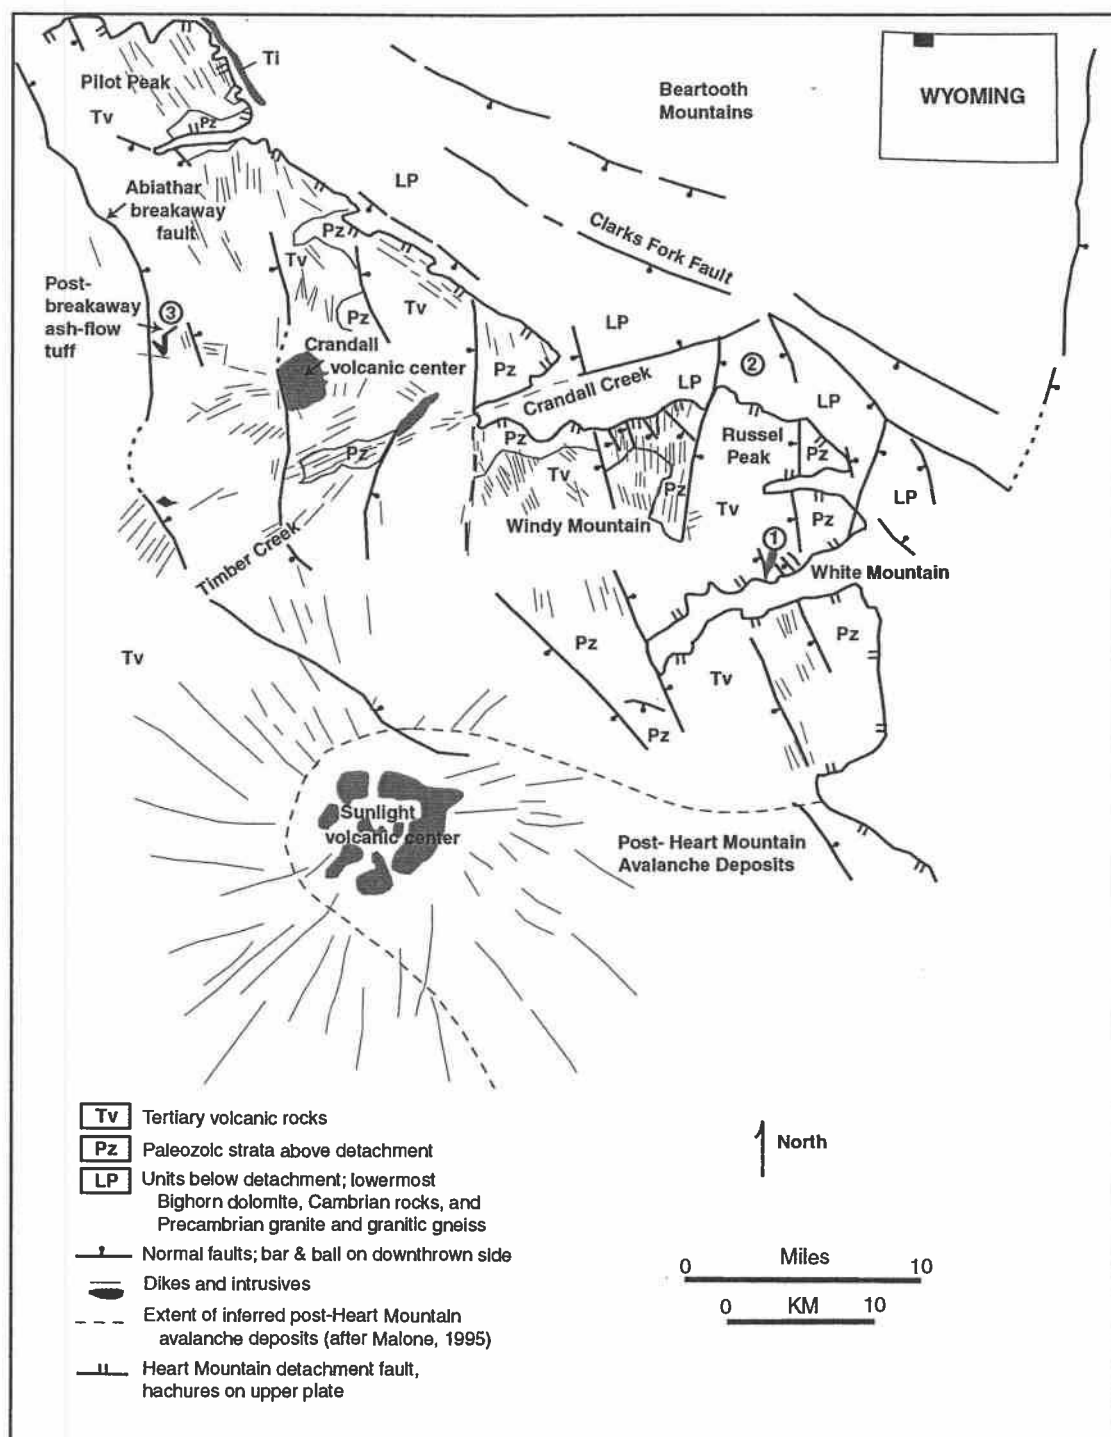 Ti
Pilot Peak
Tv
Pz
Beartooth
Mountains
WYOMING
LP
Abiathar
breakaway
fault
Clarks Fork Fault
Pz
Tv
Post-
breakaway
ash-flow
tuff
3
Tv
Pz
LP
Crandall
volcanic center
Pz
2
Crandall Creek
LP
LP
Russel
Peak
Pz
Pz
Pz
Tv
Pz
LP
Windy Mountain
Tv
Pz
1
Timber Creek
White Mountain
Pz
Pz
Tv
Tv
Pz
Sunlight
volcanic center
Post- Heart Mountain
Avalanche Deposits
Tv Tertiary volcanic rocks
Pz Paleozoic strata above detachment
LP Units below detachment; lowermost
Bighorn dolomite, Cambrian rocks, and
Precambrian granite and granitic gneiss
Normal faults; bar & ball on downthrown side
Dikes and intrusives
Extent of inferred post-Heart Mountain
avalanche deposits (after Malone, 1995)
Heart Mountain detachment fault,
hachures on upper plate
North
Miles
0 10
0 KM 10